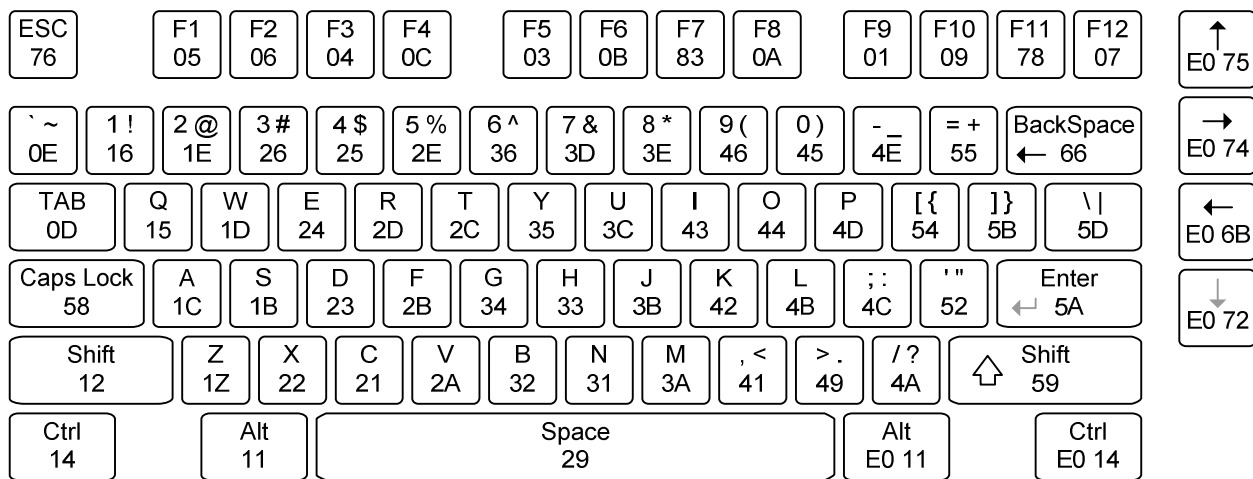 ESC F1 F2 F3 F4 F5 F6 F7 F8 F9 F10 F11 F12 ↑
76 05 06 04 0C 03 0B 83 0A 01 09 78 07 E0 75
` ~ 1 ! 2 @ 3 # 4 $ 5 % 6 ^ 7 & 8 * 9 ( 0 ) - _ = + BackSpace →
0E 16 1E 26 25 2E 36 3D 3E 46 45 4E 55 ← 66 E0 74
TAB Q W E R T Y U I O P [ { ] } \ | ←
0D 15 1D 24 2D 2C 35 3C 43 44 4D 54 5B 5D E0 6B
Caps Lock A S D F G H J K L ; : ' " Enter ↓
58 1C 1B 23 2B 34 33 3B 42 4B 4C 52 ↵ 5A E0 72
Shift Z X C V B N M , < > . / ? ⇧ Shift
12 1Z 22 21 2A 32 31 3A 41 49 4A 59
Ctrl Alt Space Alt Ctrl
14 11 29 E0 11 E0 14